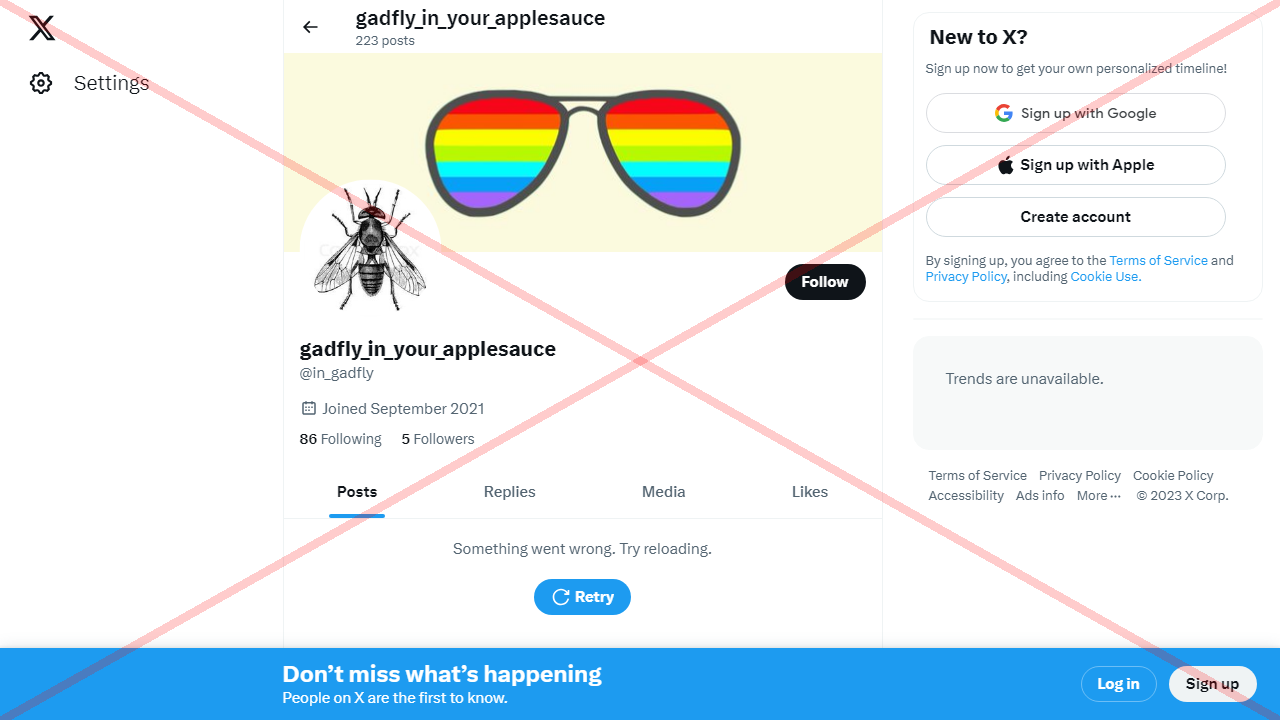 Settings
gadfly_in_your_applesauce
223 posts
Follow
gadfly_in_your_applesauce
@in_gadfly
Joined September 2021
86 Following 5 Followers
Posts Replies Media Likes
Something went wrong. Try reloading.
Retry
New to X?
Sign up now to get your own personalized timeline!
Sign up with Google
Sign up with Apple
Create account
By signing up, you agree to the Terms of Service and
Privacy Policy, including Cookie Use.
Trends are unavailable.
Terms of Service Privacy Policy Cookie Policy
Accessibility Ads info More ··· © 2023 X Corp.
Don’t miss what’s happening
People on X are the first to know.
Log in Sign up